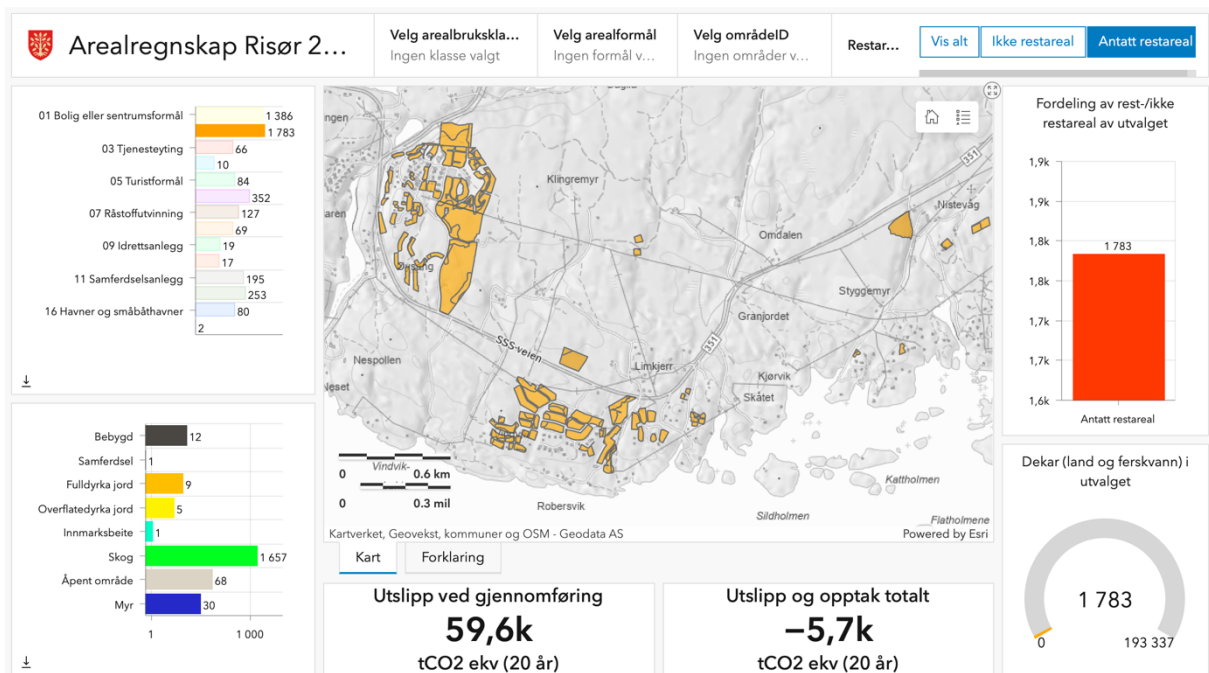 Arealregnskap Risør 2...
Velg arealbrukskla...
Ingen klasse valgt
Velg arealformål
Ingen formål v...
Velg områdeID
Ingen områder v...
Restar...
Vis alt
Ikke restareal
Antatt restareal
01 Bolig eller sentrumsformål
1 386
1 783
03 Tjenesteyting
66
10
05 Turistformål
84
352
07 Råstoffutvinning
127
69
09 Idrettsanlegg
19
17
11 Samferdselsanlegg
195
253
16 Havner og småbåthavner
80
2
Bebygd
12
Samferdsel
1
Fulldyrka jord
9
Overflatedyrka jord
5
Innmarksbeite
1
Skog
1 657
Åpent område
68
Myr
30
1
1 000
ngen
Klingremyr
351
Nistevåg
aren
Omdalen
Øysang
Styggemyr
Granjordet
SSS-veien
351
Nespollen
Limkjerr
Kjørvik
Skåtet
Neset
Vindvik-
0
0.6 km
0
0.3 mil
Kattholmen
Robersvik
Sildholmen
Flatholmene
Kartverket, Geovekst, kommuner og OSM - Geodata AS
Powered by Esri
Kart
Forklaring
Utslipp ved gjennomføring
59,6k
tCO2 ekv (20 år)
Utslipp og opptak totalt
−5,7k
tCO2 ekv (20 år)
Fordeling av rest-/ikke
restareal av utvalget
1,9k
1,9k
1,8k
1 783
1,8k
1,7k
1,7k
1,6k
Antatt restareal
Dekar (land og ferskvann) i
utvalget
1 783
0
193 337